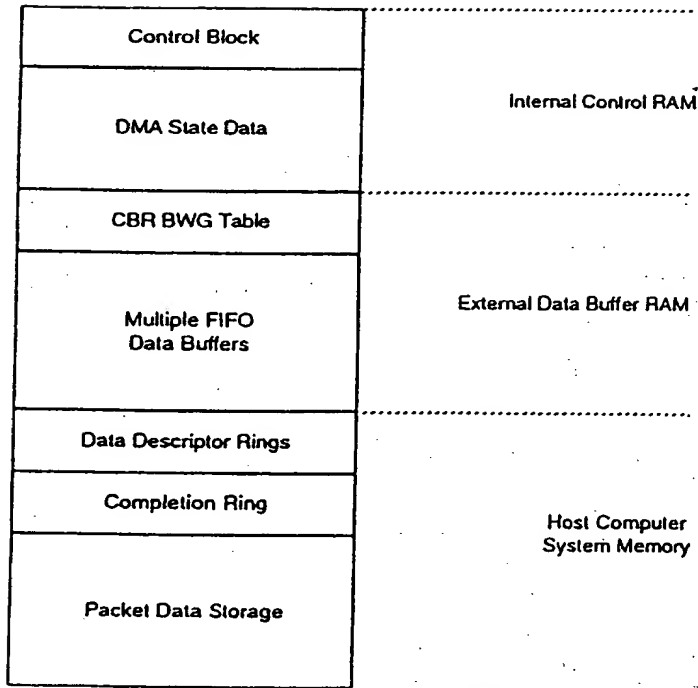 Control Block
Internal Control RAM
DMA State Data
CBR BWG Table
External Data Buffer RAM
Multiple FIFO
Data Buffers
Data Descriptor Rings
Completion Ring
Host Computer
System Memory
Packet Data Storage